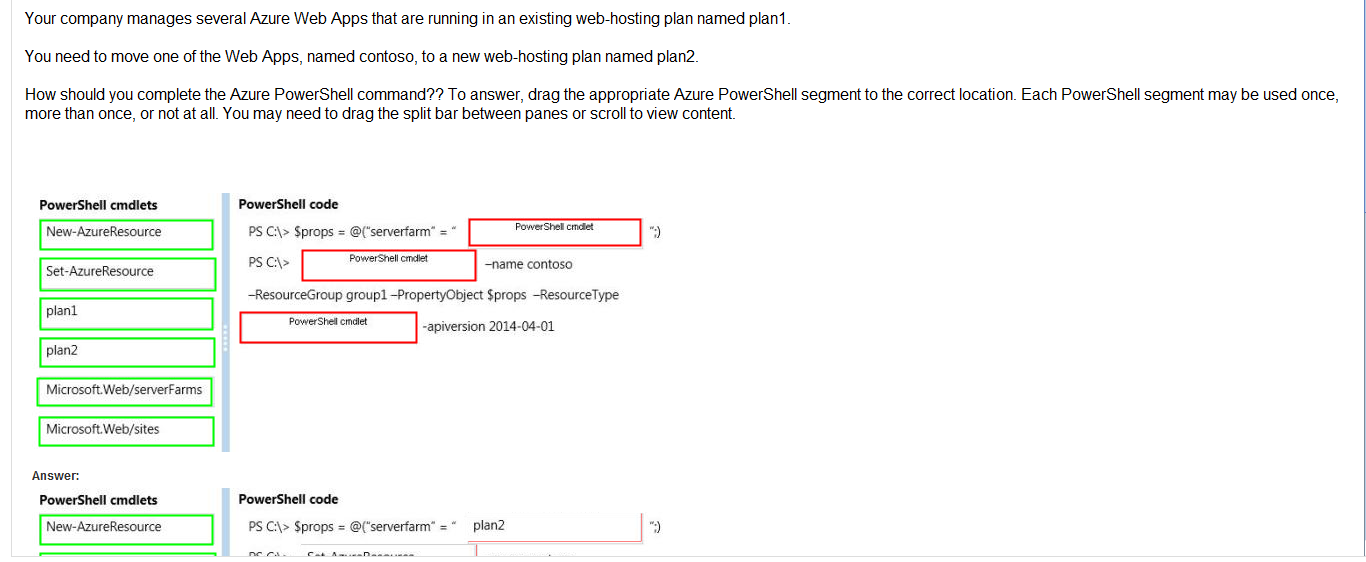 Your company manages several Azure Web Apps that are running in an existing web-hosting plan named plan1.
You need to move one of the Web Apps, named contoso, to a new web-hosting plan named plan2.
How should you complete the Azure PowerShell command?? To answer, drag the appropriate Azure PowerShell segment to the correct location. Each PowerShell segment may be used once,
more than once, or not at all. You may need to drag the split bar between panes or scroll to view content.
PowerShell cmdlets
New-AzureResource
Set-AzureResource
plan1
plan2
Microsoft.Web/serverFarms
Microsoft.Web/sites
PowerShell code
PS C:\> $props = @{"serverfarm" = " PowerShell cmdlet ";}
PS C:\> PowerShell cmdlet –name contoso
–ResourceGroup group1 –PropertyObject $props –ResourceType
PowerShell cmdlet -apiversion 2014-04-01
Answer:
PowerShell cmdlets
New-AzureResource
PowerShell code
PS C:\> $props = @{"serverfarm" = " plan2 ";}
PS C:\> Set-AzureResource